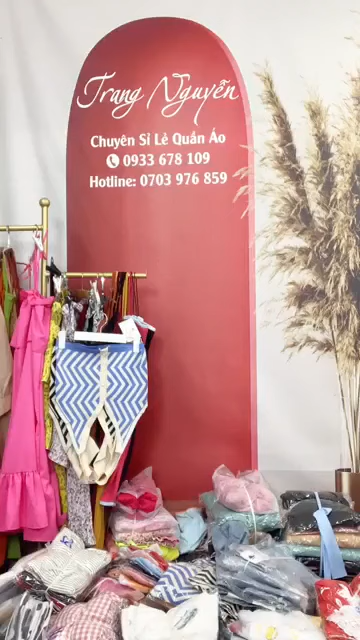 Trang Nguyễn
Chuyên Sỉ Lẻ Quần Áo
0933 678 109
Hotline: 0703 976 859